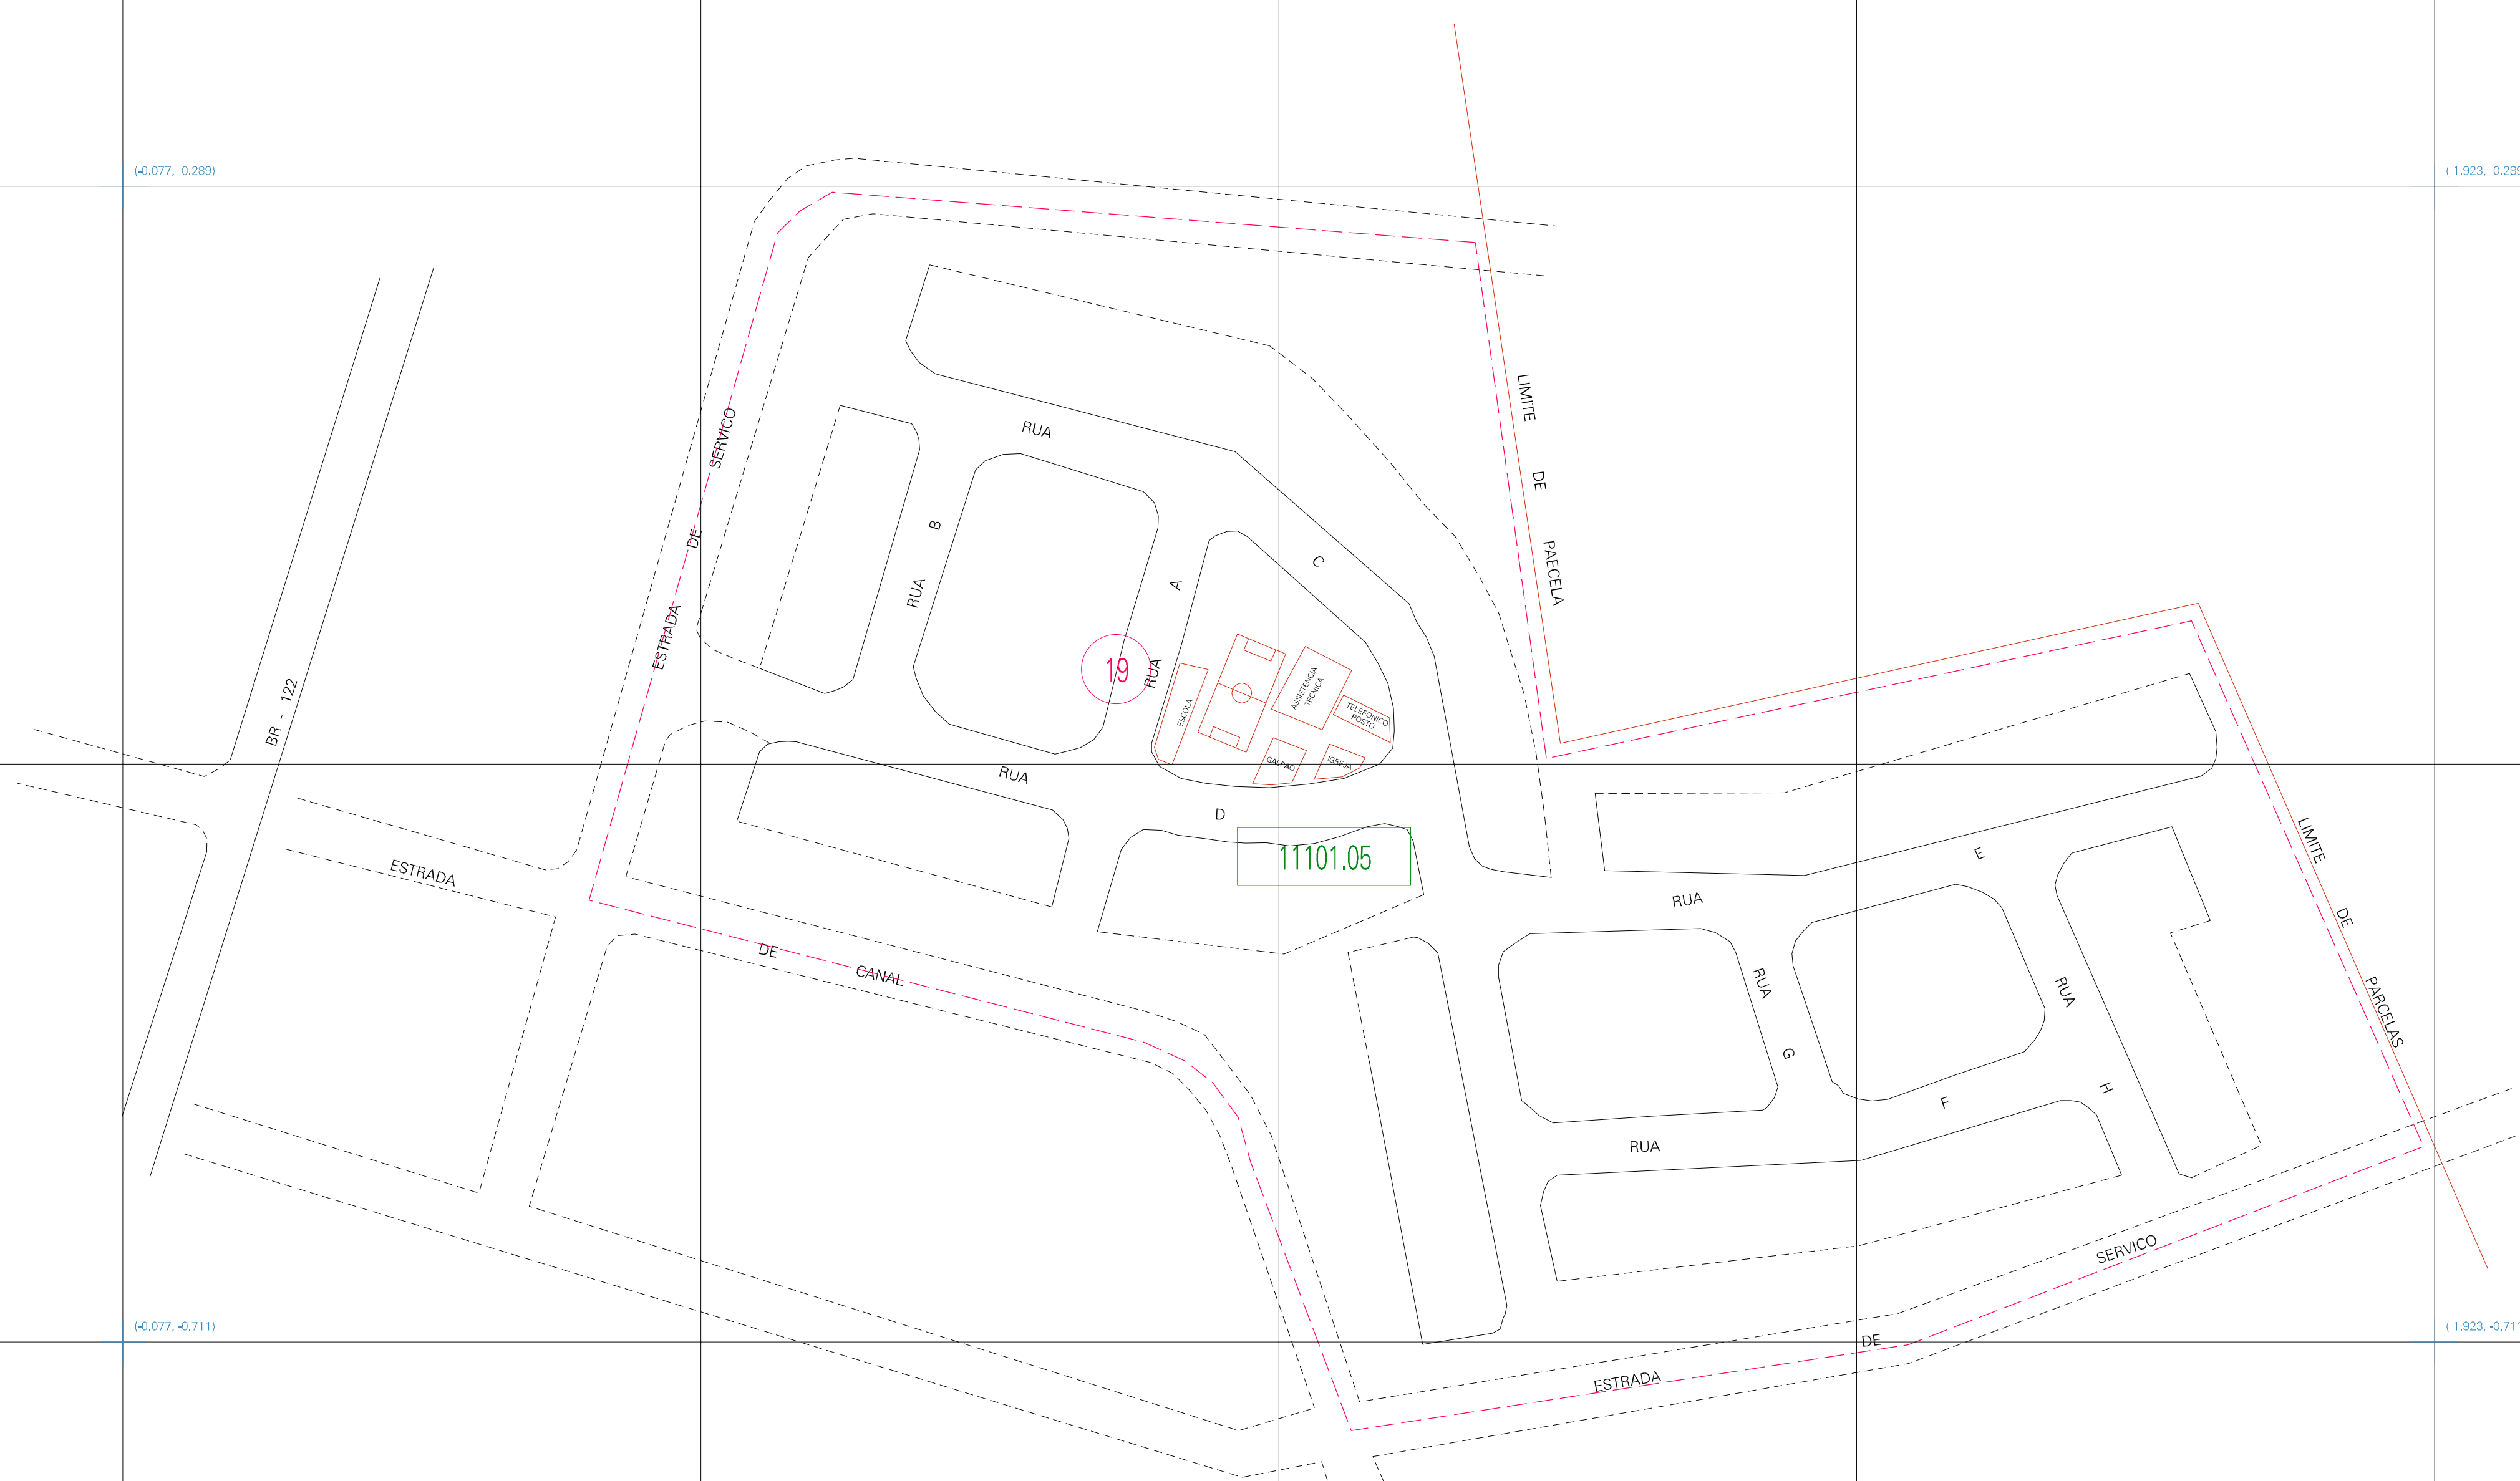 (-0.077, 0.289)
( 1.923, 0.289
LIMITE DE PAECELA
RUA C
ESTRADA DE SERVICO
RUA B
RUA A
19
ESCOLA
ASSISTENCIA
TECNICA
TELEFONICO
POSTO
GALPAO
IGREJA
BR - 122
RUA D
11101.05
ESTRADA DE CANAL
RUA E
LIMITE DE PARCELAS
RUA G
RUA H
RUA F
ESTRADA DE SERVICO
(-0.077, -0.711)
( 1.923, -0.711